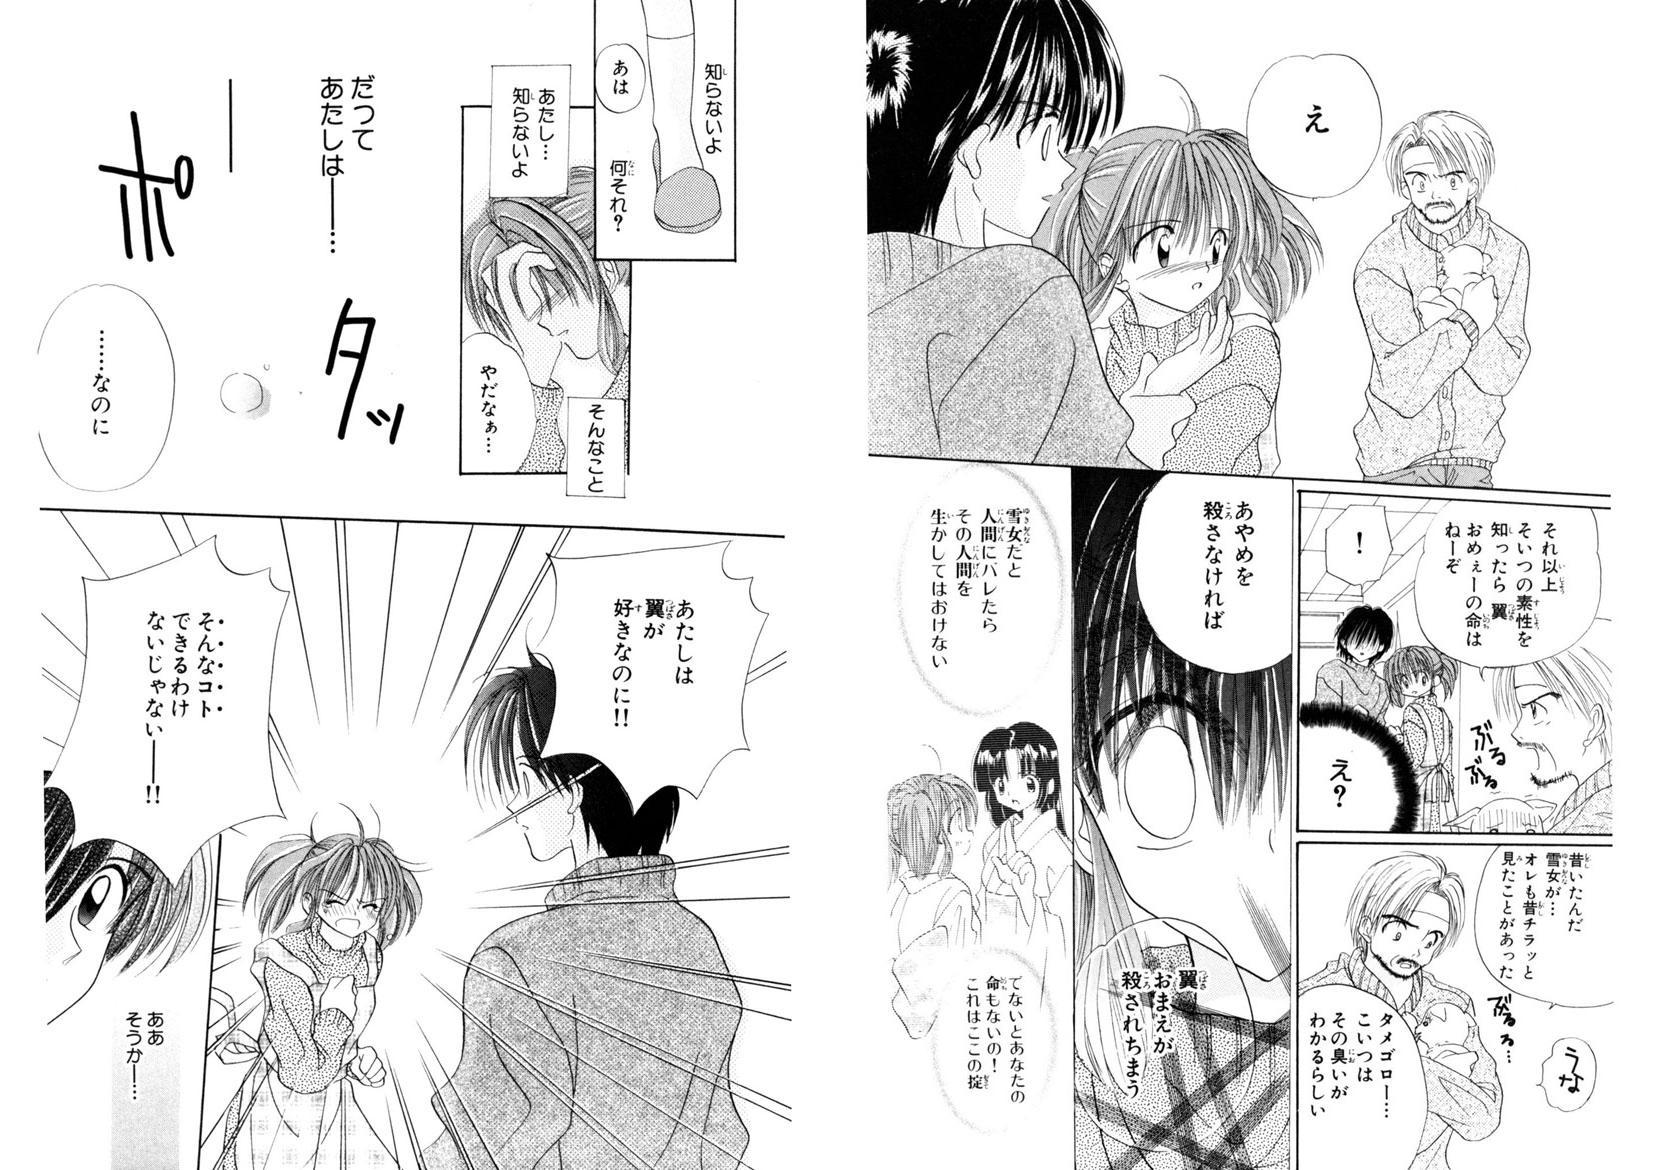 え
それ以上
そいつの素性を
知ったら 翼
おめぇーの命は
ねーぞ
！
ぶるぶる
え？
昔いたんだ
雪女が…
オレも昔チラッと
見たことがあった
ぶるぶる…
うな
タメゴロー…
こいつは
その臭いが
わかるらしい
あやめを
殺さなければ
翼
おまえが
殺されちまう
雪女だと
人間にバレたら
その人間を
生かしてはおけない
でないとあなたの
命もないの！
これはここの掟
知らないよ
あは
何それ？
あたし…
知らないよ
やだなぁ…
そんなこと
だって
あたしは――…
―
ポタッ
……なのに
あたしは
翼が
好きなのに!!
そんなコト
できるわけ
ないじゃない――!!
ああ
そうか―…